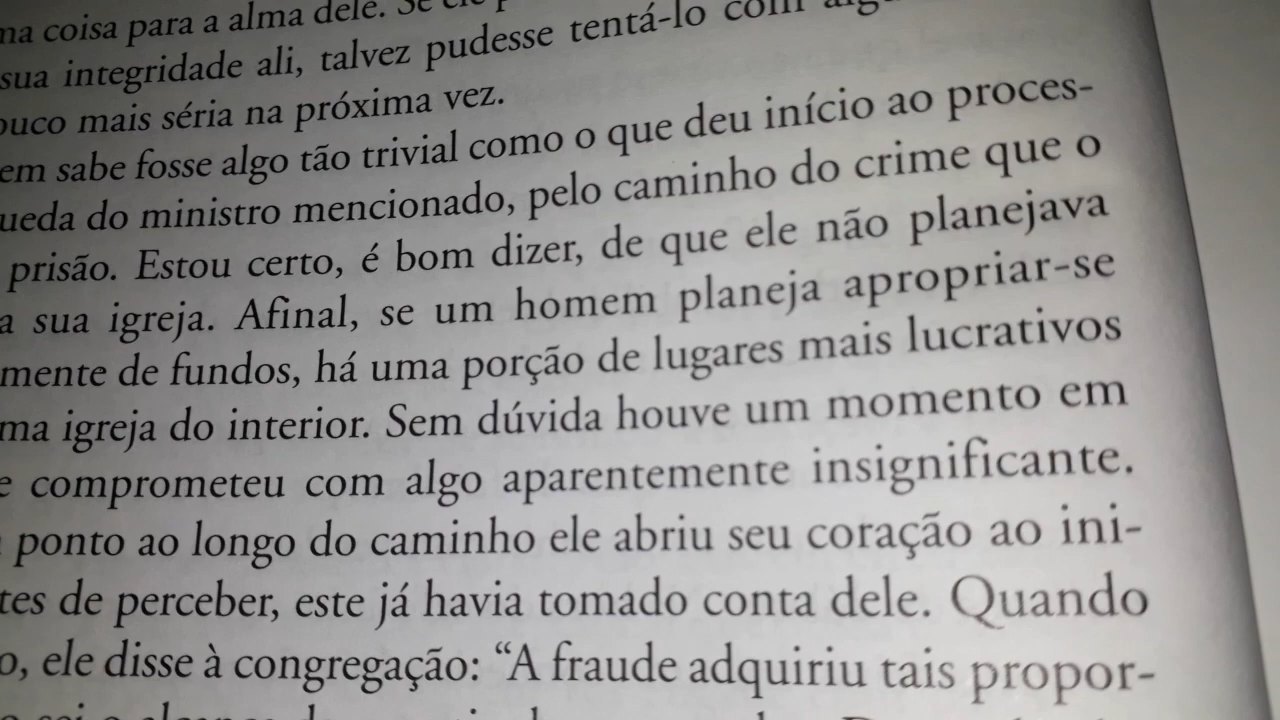 coisa para a alma dele. Se ele
sua integridade ali, talvez pudesse tentá-lo com
mais séria na próxima vez.
sabe fosse algo tão trivial como o que deu início ao proces-
do ministro mencionado, pelo caminho do crime que o
prisão. Estou certo, é bom dizer, de que ele não planejava
a sua igreja. Afinal, se um homem planeja apropriar-se
mente de fundos, há uma porção de lugares mais lucrativos
ma igreja do interior. Sem dúvida houve um momento em
e comprometeu com algo aparentemente insignificante.
ponto ao longo do caminho ele abriu seu coração ao ini-
tes de perceber, este já havia tomado conta dele. Quando
o, ele disse à congregação: “A fraude adquiriu tais propor-